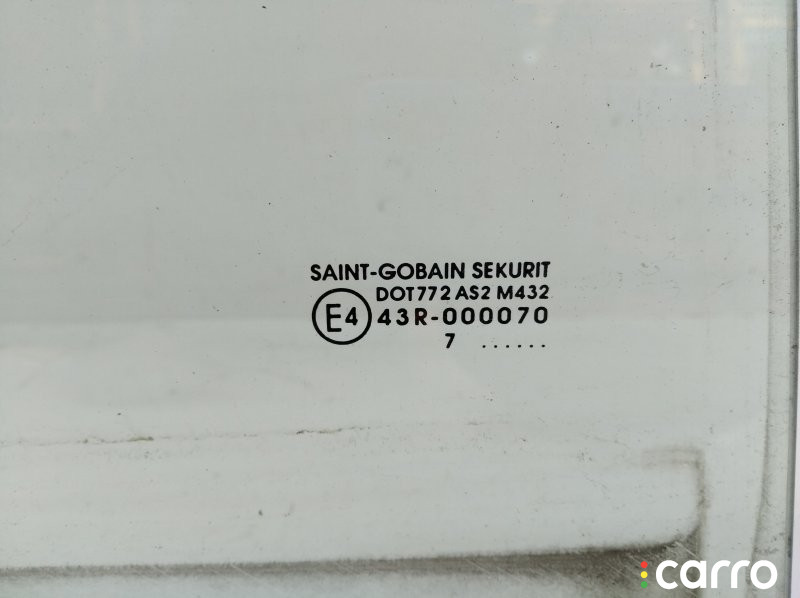 SAINT-GOBAIN SEKURIT
DOT772 AS2 M432
E4 43R-000070
7 ......
carro